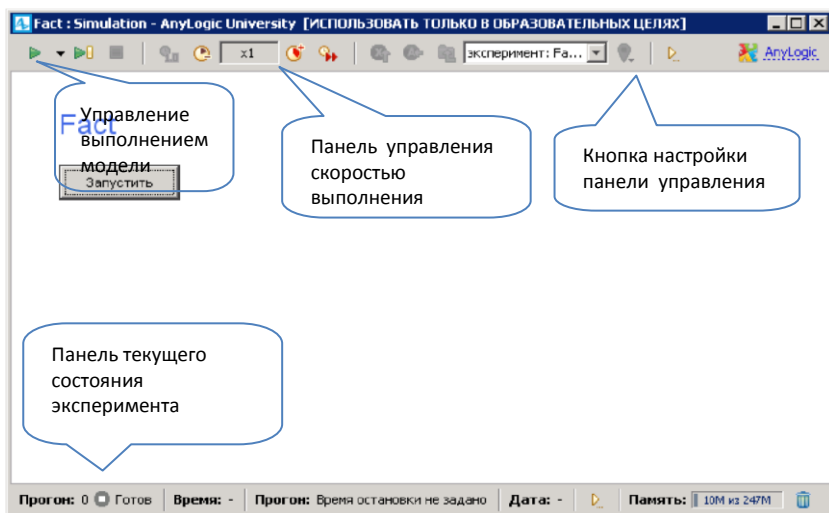 Fact : Simulation - AnyLogic University [ИСПОЛЬЗОВАТЬ ТОЛЬКО В ОБРАЗОВАТЕЛЬНЫХ ЦЕЛЯХ]
x1 эксперимент: Fa... AnyLogic
Fact
Управление
выполнением
модели
Запустить
Панель управления
скоростью
выполнения
Кнопка настройки
панели управления
Панель текущего
состояния
эксперимента
Прогон: 0 Готов Время: - Прогон: Время остановки не задано Дата: - Память: 10M из 247M